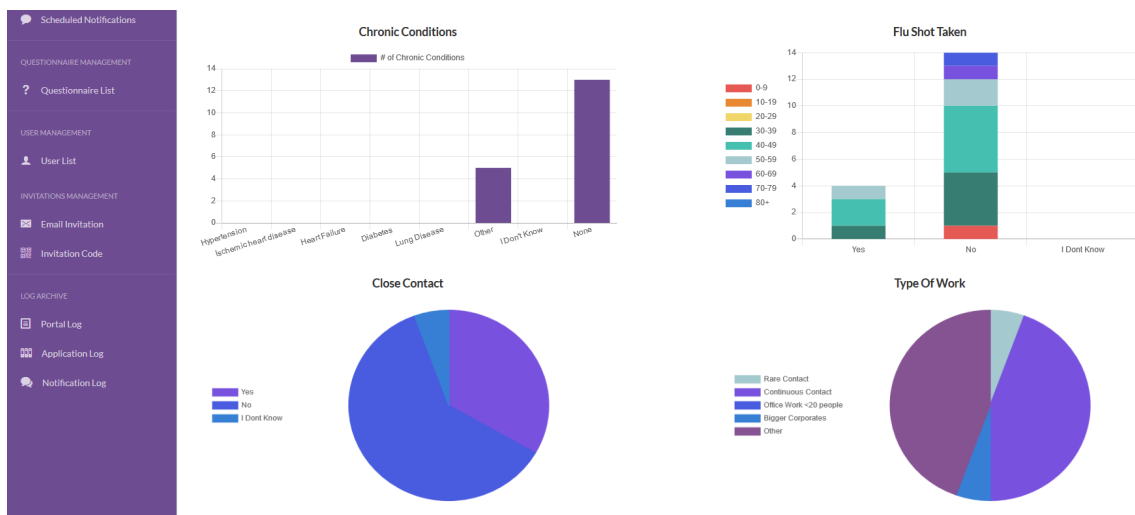 Scheduled Notifications
QUESTIONNAIRE MANAGEMENT
? Questionnaire List
USER MANAGEMENT
User List
INVITATIONS MANAGEMENT
Email Invitation
Invitation Code
LOG ARCHIVE
Portal Log
Application Log
Notification Log
Chronic Conditions
# of Chronic Conditions
14
12
10
8
6
4
2
0
Hypertension
Ischemic heart disease
Heart Failure
Diabetes
Lung Disease
Other
I Don't Know
None
Flu Shot Taken
0-9
10-19
20-29
30-39
40-49
50-59
60-69
70-79
80+
14
12
10
8
6
4
2
0
Yes
No
I Dont Know
Close Contact
Yes
No
I Dont Know
Type Of Work
Rare Contact
Continuous Contact
Office Work <20 people
Bigger Corporates
Other